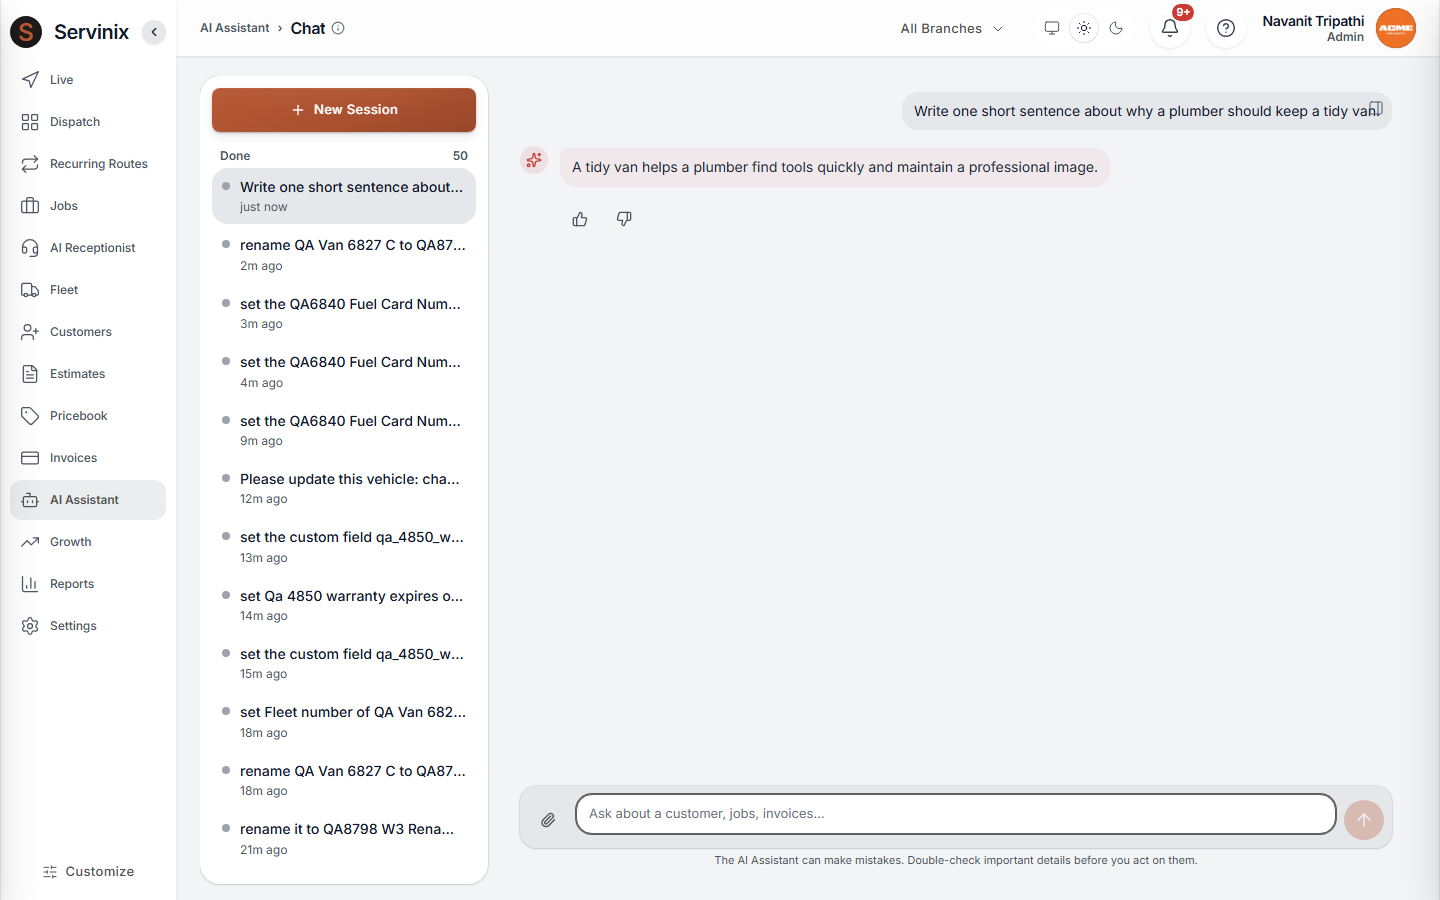 Servinix
Live
Dispatch
Recurring Routes
Jobs
AI Receptionist
Fleet
Customers
Estimates
Pricebook
Invoices
AI Assistant
Growth
Reports
Settings
Customize
AI Assistant › Chat
All Branches
9+
Navanit Tripathi
Admin
ACME
+ New Session
Done 50
Write one short sentence about...
just now
rename QA Van 6827 C to QA87...
2m ago
set the QA6840 Fuel Card Num...
3m ago
set the QA6840 Fuel Card Num...
4m ago
set the QA6840 Fuel Card Num...
9m ago
Please update this vehicle: cha...
12m ago
set the custom field qa_4850_w...
13m ago
set Qa 4850 warranty expires o...
14m ago
set the custom field qa_4850_w...
15m ago
set Fleet number of QA Van 682...
18m ago
rename QA Van 6827 C to QA87...
18m ago
rename it to QA8798 W3 Rena...
21m ago
Write one short sentence about why a plumber should keep a tidy van.
A tidy van helps a plumber find tools quickly and maintain a professional image.
Ask about a customer, jobs, invoices...
The AI Assistant can make mistakes. Double-check important details before you act on them.